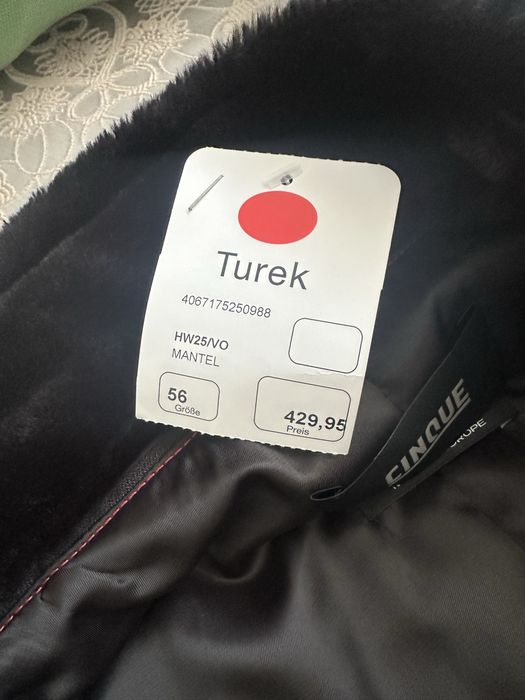 Turek
4067175250988
HW25/VO
MANTEL
56
Größe
429,95
Preis
CINQUE